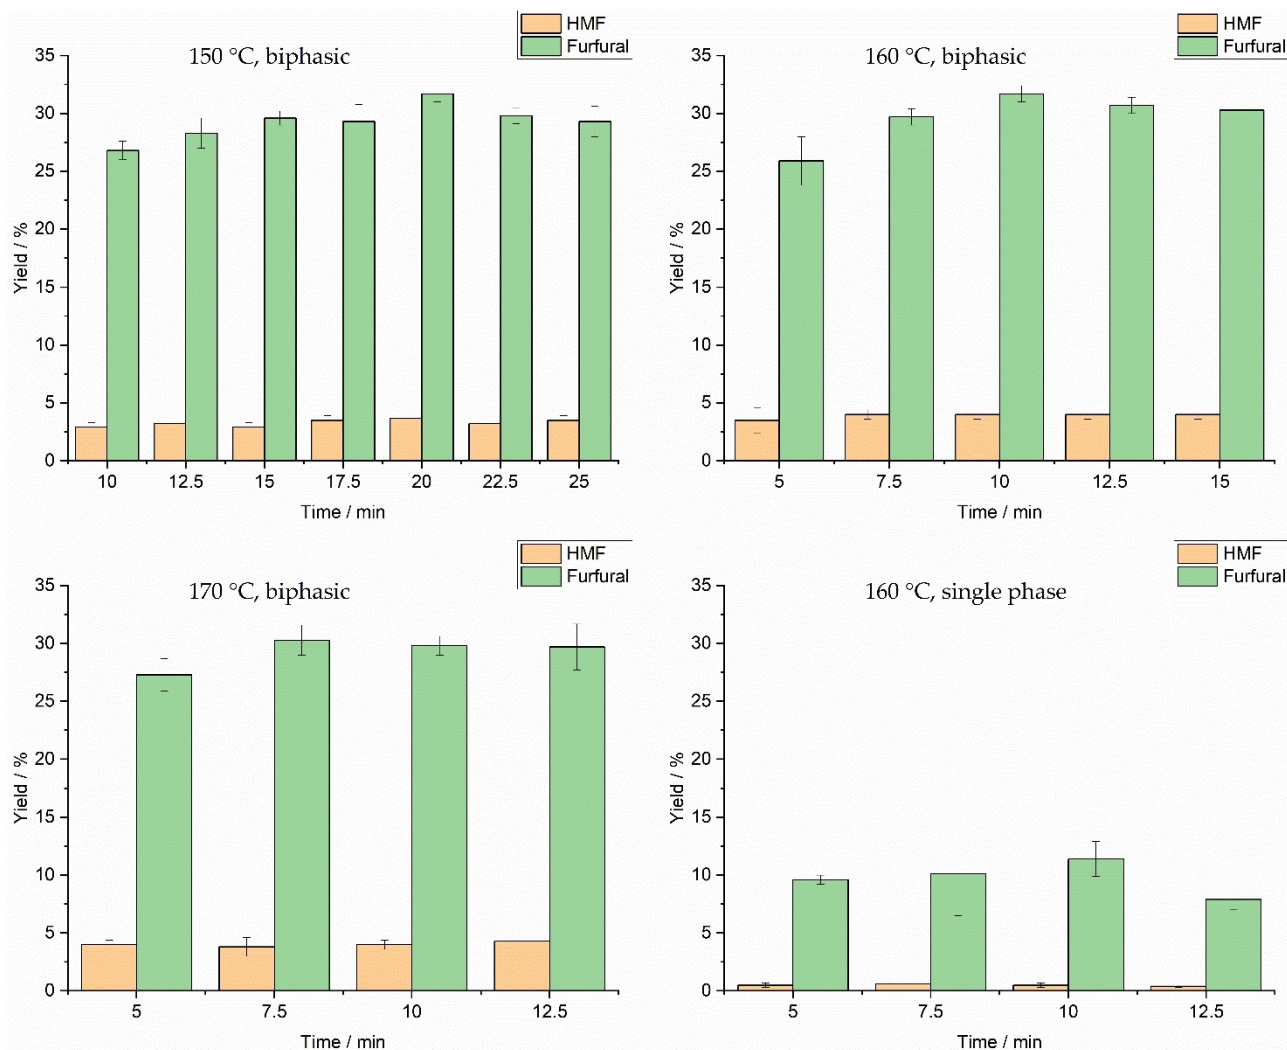 HMF
Furfural
150 °C, biphasic
35
30
25
20
15
10
5
0
Yield / %
10 12.5 15 17.5 20 22.5 25
Time / min
HMF
Furfural
160 °C, biphasic
35
30
25
20
15
10
5
0
Yield / %
5 7.5 10 12.5 15
Time / min
HMF
Furfural
170 °C, biphasic
35
30
25
20
15
10
5
0
Yield / %
5 7.5 10 12.5
Time / min
HMF
Furfural
160 °C, single phase
35
30
25
20
15
10
5
0
Yield / %
5 7.5 10 12.5
Time / min